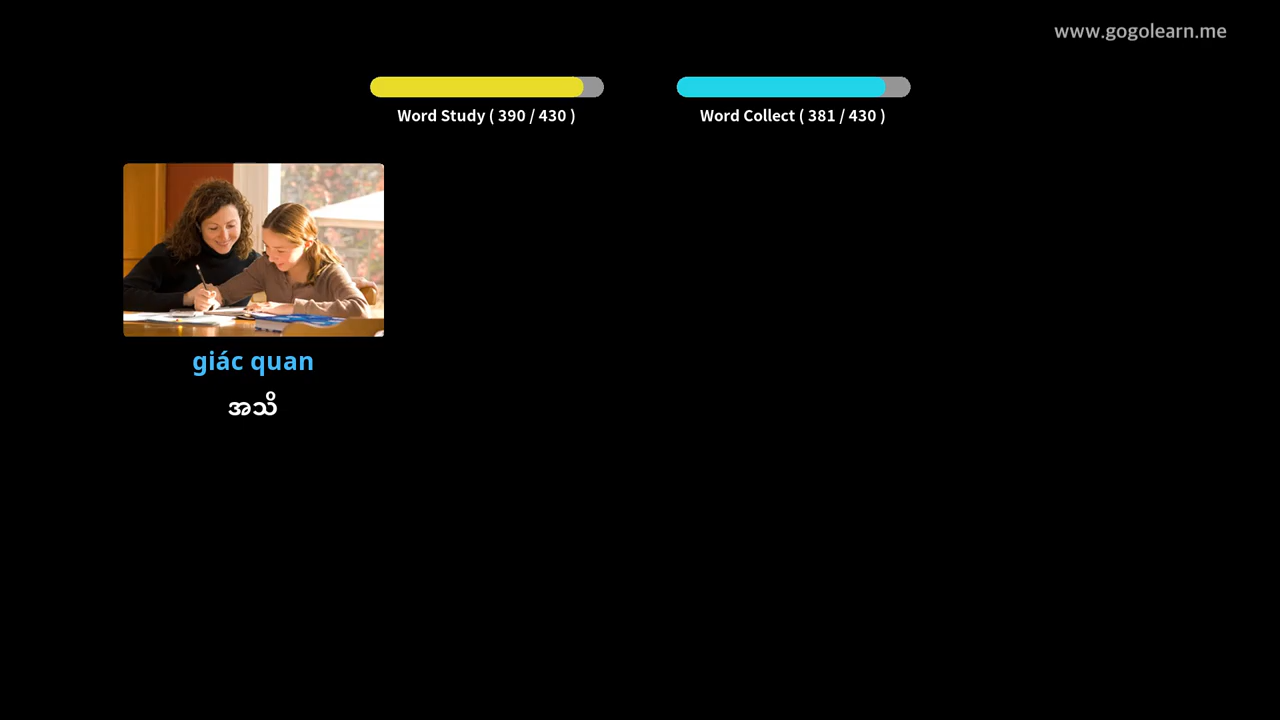 www.gogolearn.me
Word Study ( 390 / 430 )
Word Collect ( 381 / 430 )
giác quan
အသိ